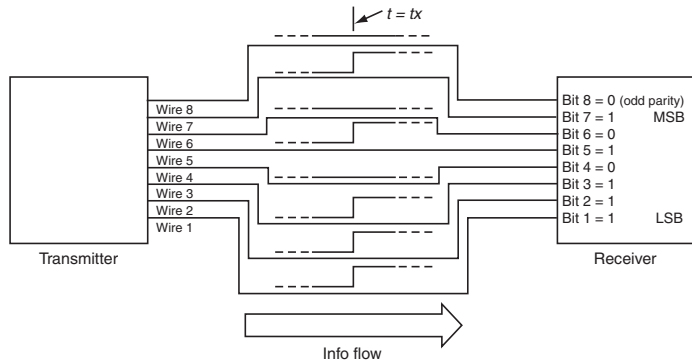 t = tx
Wire 8
Wire 7
Wire 6
Wire 5
Wire 4
Wire 3
Wire 2
Wire 1
Bit 8 = 0 (odd parity)
Bit 7 = 1 MSB
Bit 6 = 0
Bit 5 = 1
Bit 4 = 0
Bit 3 = 1
Bit 2 = 1
Bit 1 = 1 LSB
Transmitter
Receiver
Info flow